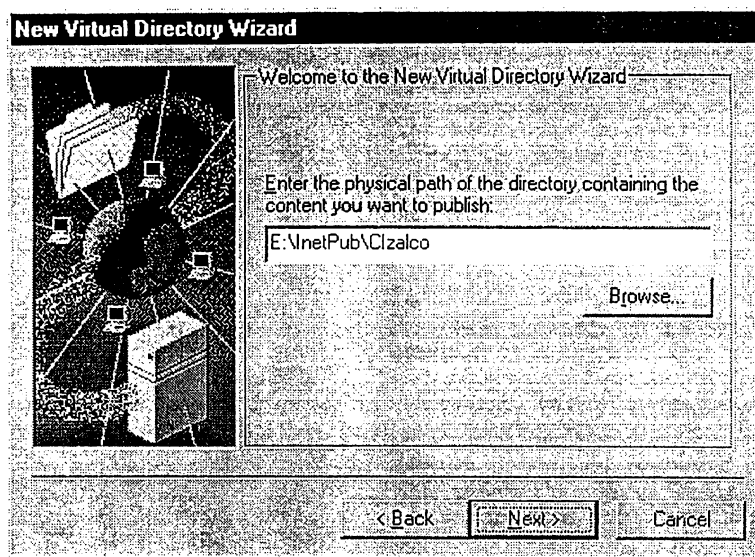 New Virtual Directory Wizard
Welcome to the New Virtual Directory Wizard
Enter the physical path of the directory containing the
content you want to publish:
E:\InetPub\CIzalco
Browse...
< Back
Next >
Cancel